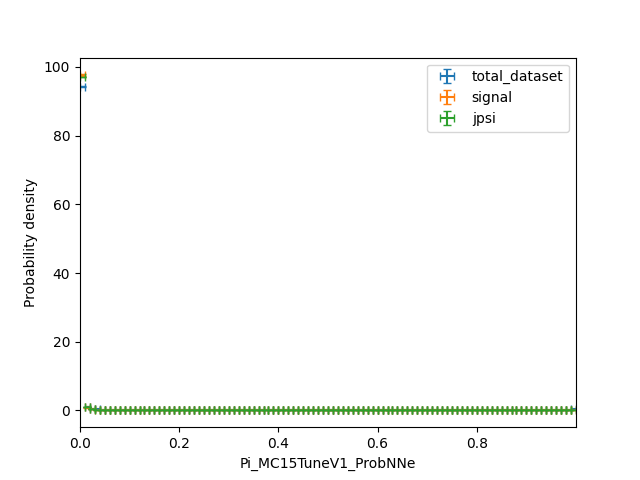 total_dataset
signal
jpsi
100
80
60
40
20
0
Probability density
0.0 0.2 0.4 0.6 0.8
Pi_MC15TuneV1_ProbNNe